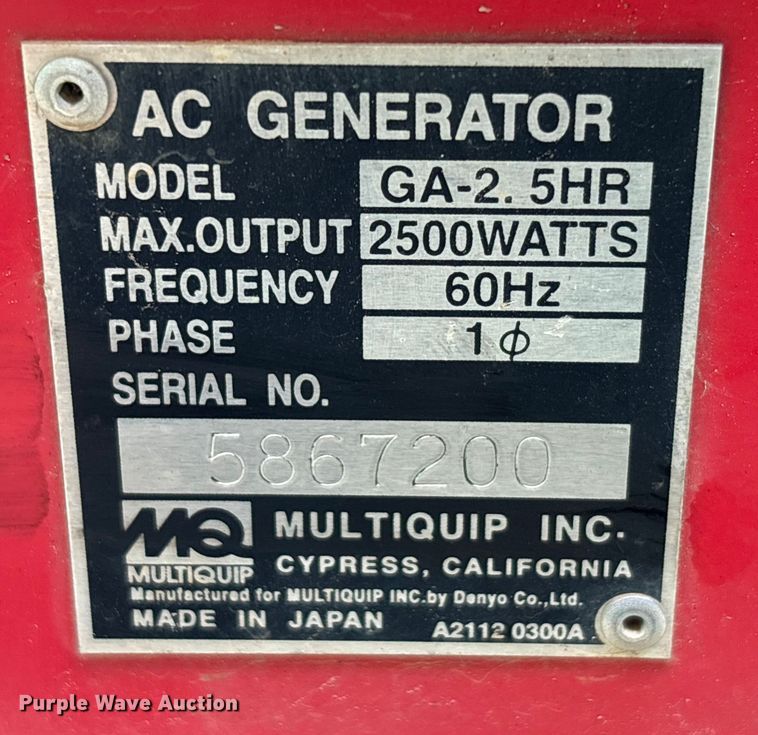 AC GENERATOR
MODEL GA-2.5HR
MAX.OUTPUT 2500WATTS
FREQUENCY 60Hz
PHASE 1ϕ
SERIAL NO.
5867200
MQ MULTIQUIP INC.
MULTIQUIP CYPRESS, CALIFORNIA
Manufactured for MULTIQUIP INC.by Denyo Co.,Ltd.
MADE IN JAPAN A2112 0300A
Purple Wave Auction